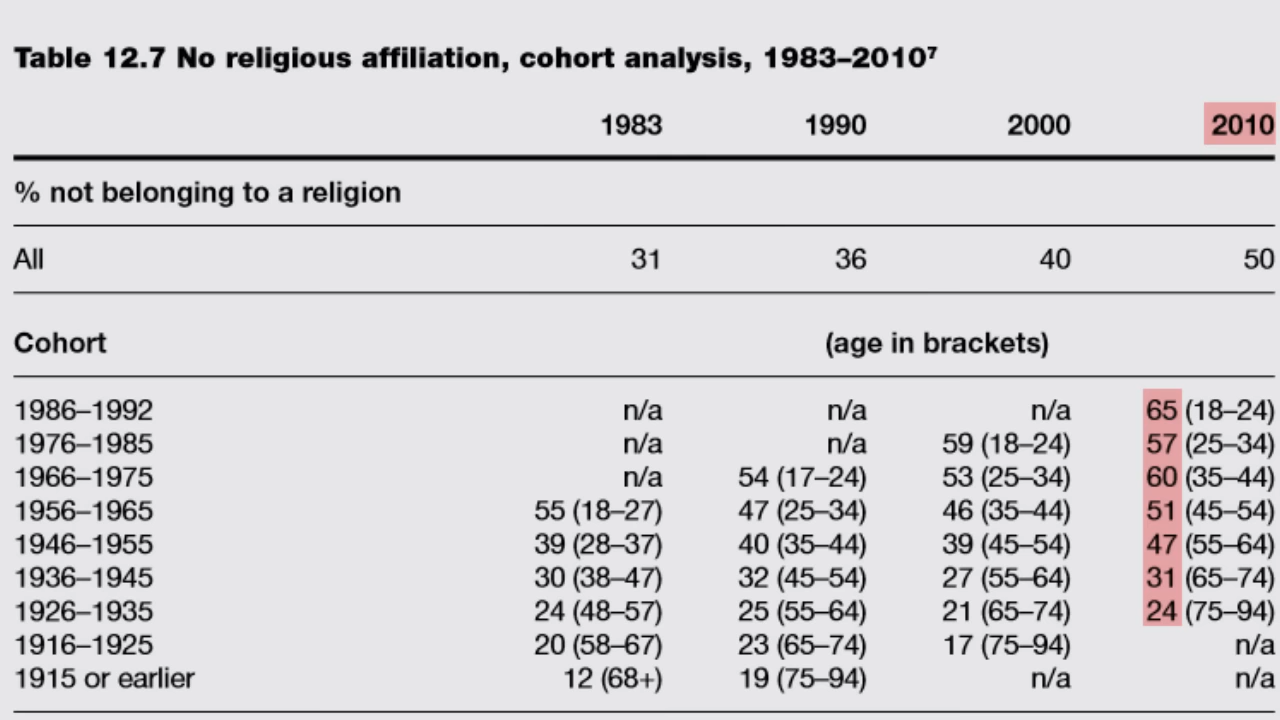 Table 12.7 No religious affiliation, cohort analysis, 1983–2010⁷
1983 1990 2000 2010
% not belonging to a religion
All 31 36 40 50
Cohort (age in brackets)
1986–1992 n/a n/a n/a 65 (18–24)
1976–1985 n/a n/a 59 (18–24) 57 (25–34)
1966–1975 n/a 54 (17–24) 53 (25–34) 60 (35–44)
1956–1965 55 (18–27) 47 (25–34) 46 (35–44) 51 (45–54)
1946–1955 39 (28–37) 40 (35–44) 39 (45–54) 47 (55–64)
1936–1945 30 (38–47) 32 (45–54) 27 (55–64) 31 (65–74)
1926–1935 24 (48–57) 25 (55–64) 21 (65–74) 24 (75–94)
1916–1925 20 (58–67) 23 (65–74) 17 (75–94) n/a
1915 or earlier 12 (68+) 19 (75–94) n/a n/a